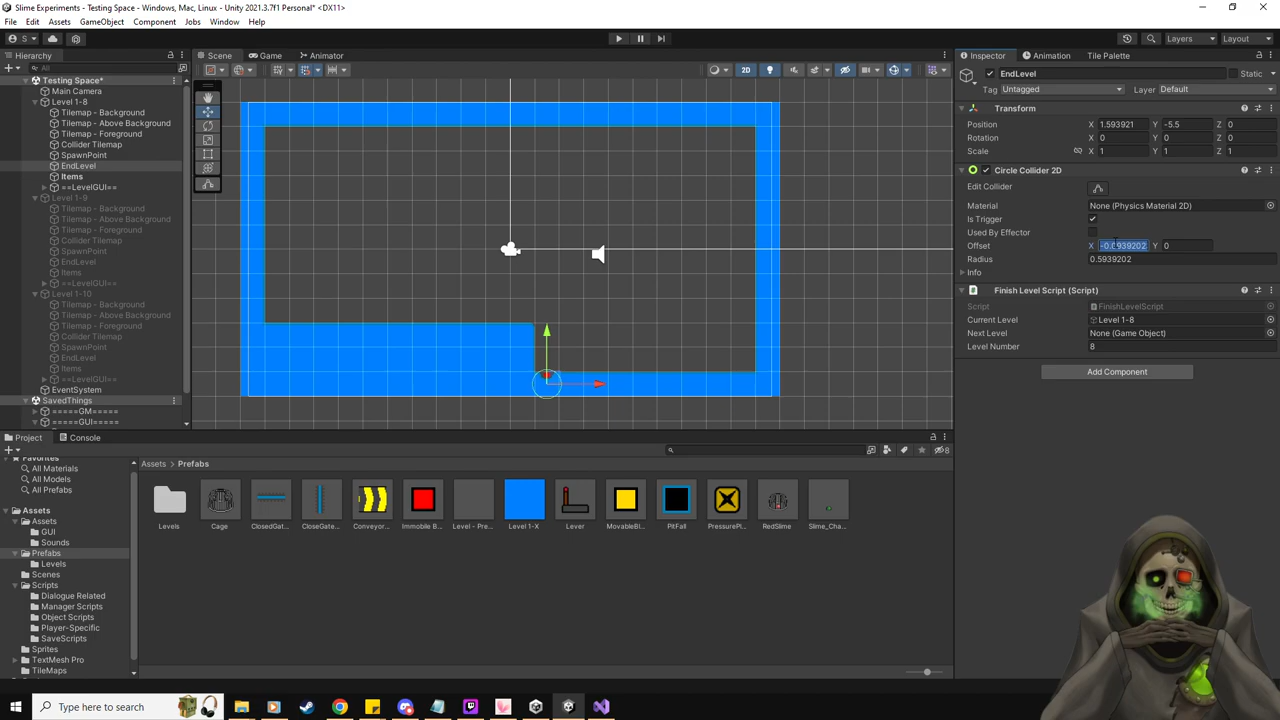 Slime Experiments - Testing Space - Windows, Mac, Linux - Unity 2021.3.7f1 Personal* <DX11>
File Edit Assets GameObject Component Jobs Window Help
S Layers Layout
Hierarchy Scene Game Animator Inspector Animation Tile Palette
All
Testing Space*
Main Camera
Level 1-8
Tilemap - Background
Tilemap - Above Background
Tilemap - Foreground
Collider Tilemap
SpawnPoint
EndLevel
Items
==LevelGUI==
Level 1-9
Tilemap - Background
Tilemap - Above Background
Tilemap - Foreground
Collider Tilemap
SpawnPoint
EndLevel
Items
==LevelGUI==
Level 1-10
Tilemap - Background
Tilemap - Above Background
Tilemap - Foreground
Collider Tilemap
SpawnPoint
EndLevel
Items
==LevelGUI==
EventSystem
SavedThings
=====GM=====
=====GUI=====
2D
EndLevel Static
Tag Untagged Layer Default
Transform
Position X 1.593921 Y -5.5 Z 0
Rotation X 0 Y 0 Z 0
Scale X 1 Y 1 Z 1
Circle Collider 2D
Edit Collider
Material None (Physics Material 2D)
Is Trigger
Used By Effector
Offset X -0.0939202 Y 0
Radius 0.5939202
Info
Finish Level Script (Script)
Script FinishLevelScript
Current Level Level 1-8
Next Level None (Game Object)
Level Number 8
Add Component
Project Console
8
Favorites
All Materials
All Models
All Prefabs
Assets
Assets
GUI
Sounds
Prefabs
Levels
Scenes
Scripts
Dialogue Related
Manager Scripts
Object Scripts
Player-Specific
SaveScripts
Sprites
TextMesh Pro
TileMaps
Assets Prefabs
Levels Cage ClosedGat... CloseGate... Conveyor... Immobile B... Level - Pre... Level 1-X Lever MovableBl... PitFall PressurePl... RedSlime Slime_Cha...
Type here to search